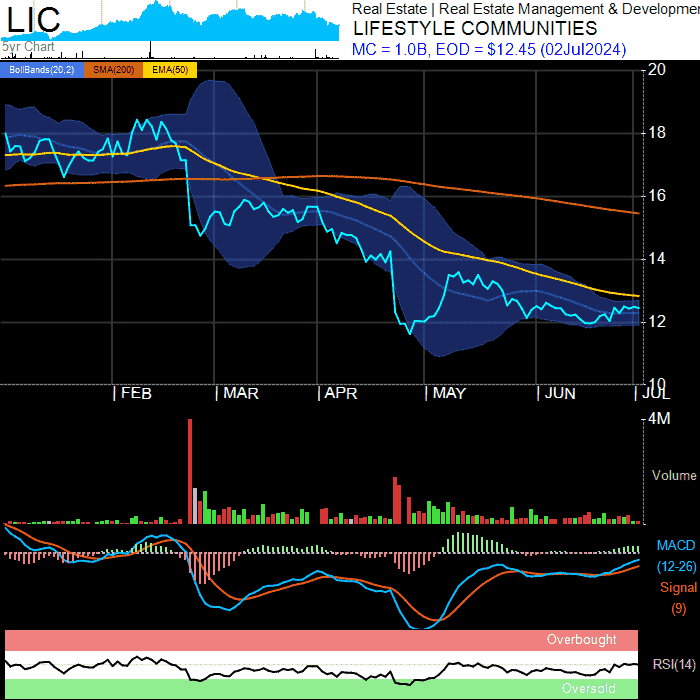 LIC
5yr Chart
Real Estate | Real Estate Management & Developmen
LIFESTYLE COMMUNITIES
MC = 1.0B, EOD = $12.45 (02Jul2024)
BollBands(20,2) SMA(200) EMA(50)
20
18
16
14
12
10
| FEB | MAR | APR | MAY | JUN | JUL
4M
Volume
MACD
(12-26)
Signal
(9)
Overbought
RSI(14)
Oversold